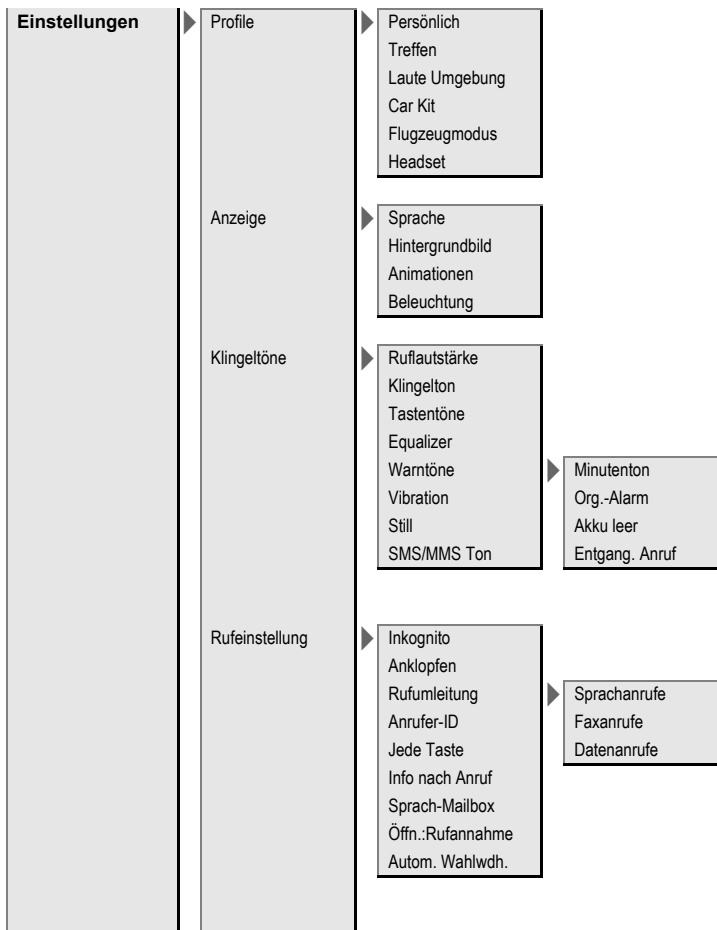 Einstellungen
Profile
Persönlich
Treffen
Laute Umgebung
Car Kit
Flugzeugmodus
Headset
Anzeige
Sprache
Hintergrundbild
Animationen
Beleuchtung
Klingeltöne
Ruflautstärke
Klingelton
Tastentöne
Equalizer
Warntöne
Minutenton
Org.-Alarm
Akku leer
Entgang. Anruf
Vibration
Still
SMS/MMS Ton
Rufeinstellung
Inkognito
Anklopfen
Rufumleitung
Sprachanrufe
Faxanrufe
Datenanrufe
Anrufer-ID
Jede Taste
Info nach Anruf
Sprach-Mailbox
Öffn.:Rufannahme
Autom. Wahlwdh.